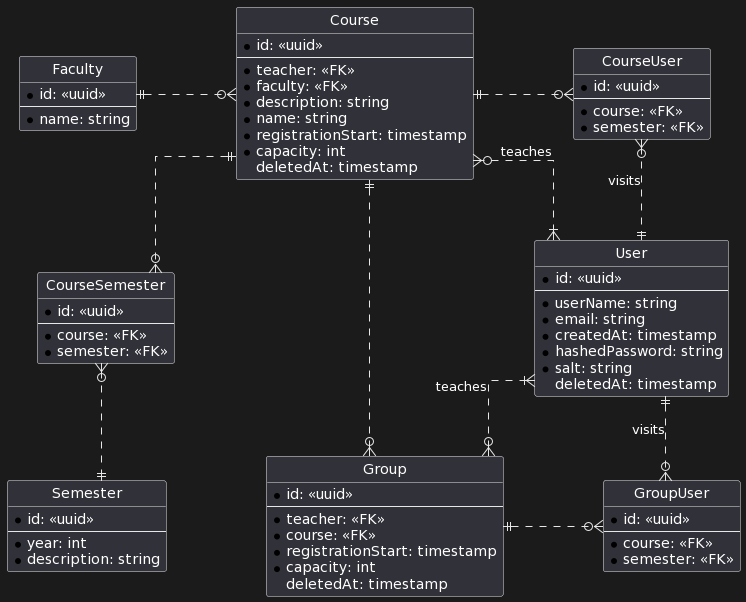 Course
id: «uuid»
teacher: «FK»
faculty: «FK»
description: string
name: string
registrationStart: timestamp
capacity: int
deletedAt: timestamp
Faculty
id: «uuid»
name: string
CourseUser
id: «uuid»
course: «FK»
semester: «FK»
teaches
visits
User
id: «uuid»
userName: string
email: string
createdAt: timestamp
hashedPassword: string
salt: string
deletedAt: timestamp
CourseSemester
id: «uuid»
course: «FK»
semester: «FK»
teaches
visits
Semester
id: «uuid»
year: int
description: string
Group
id: «uuid»
teacher: «FK»
course: «FK»
registrationStart: timestamp
capacity: int
deletedAt: timestamp
GroupUser
id: «uuid»
course: «FK»
semester: «FK»